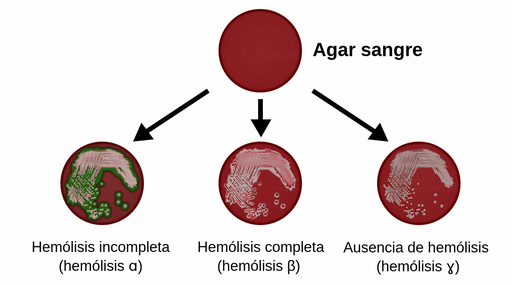 Agar sangre
Hemólisis incompleta
(hemólisis α)
Hemólisis completa
(hemólisis β)
Ausencia de hemólisis
(hemólisis ɣ)